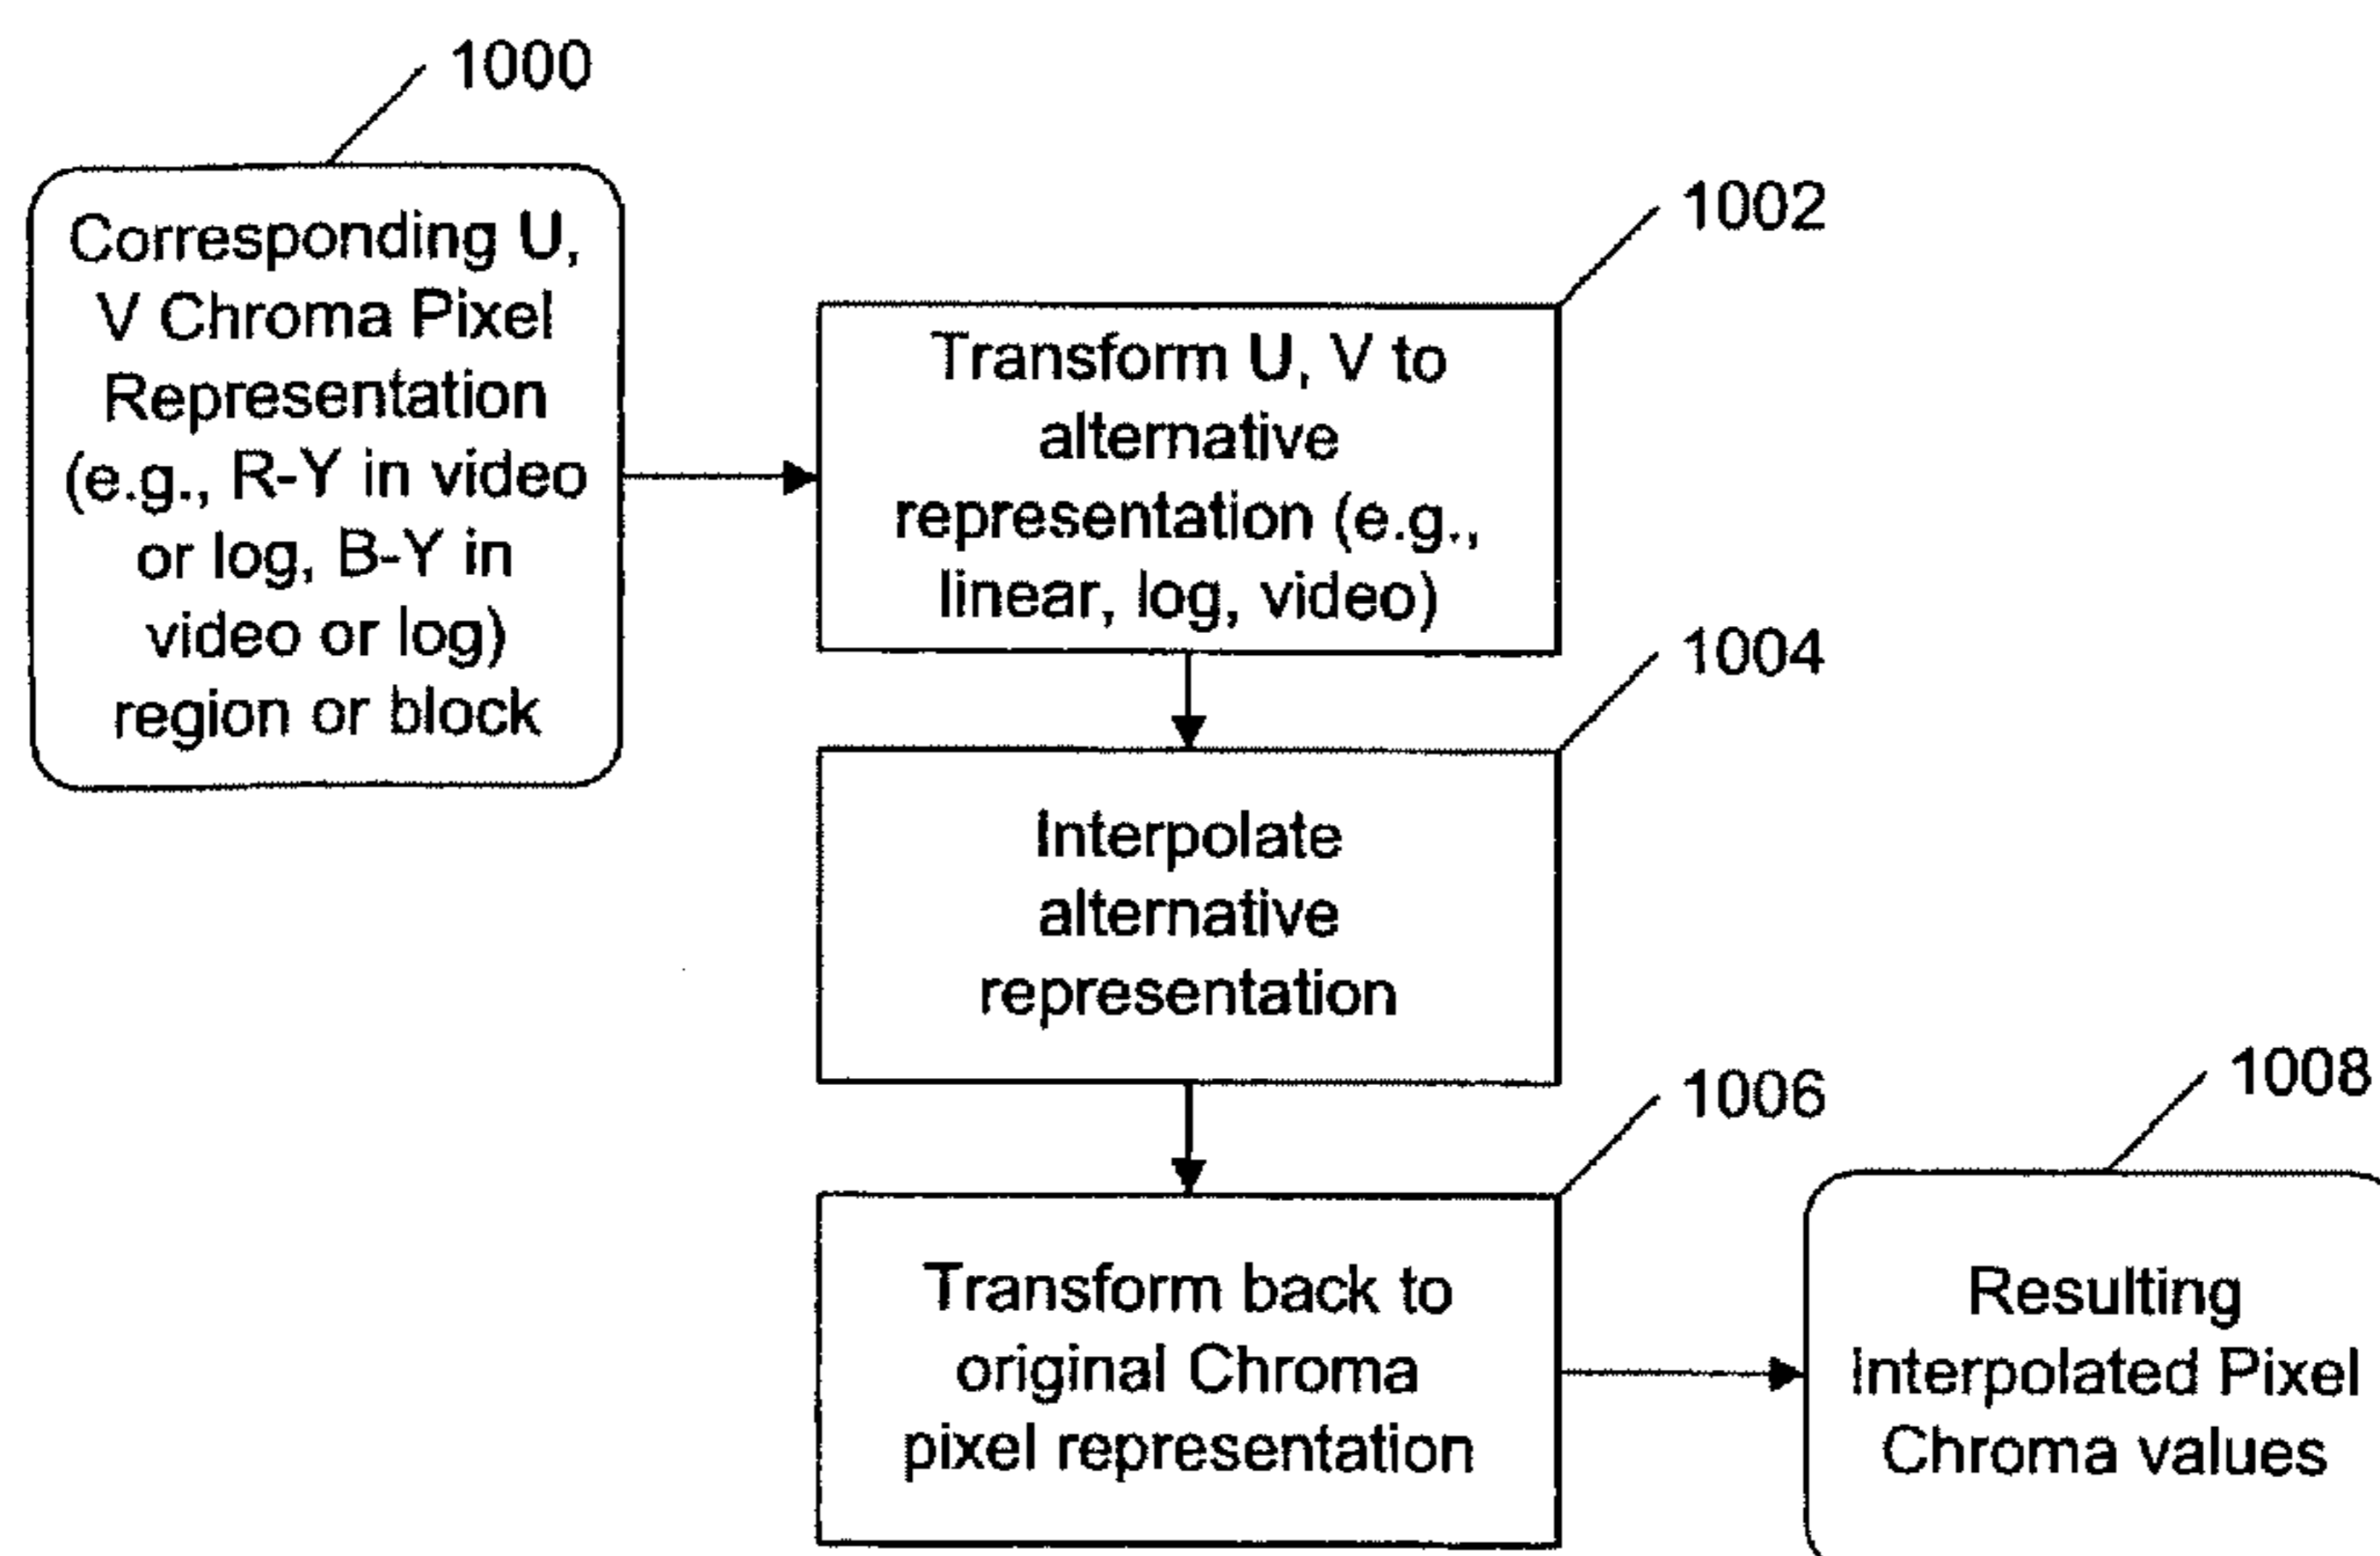 1000
Corresponding U,
V Chroma Pixel
Representation
(e.g., R-Y in video
or log, B-Y in
video or log)
region or block
1002
Transform U, V to
alternative
representation (e.g.,
linear, log, video)
1004
Interpolate
alternative
representation
1006
Transform back to
original Chroma
pixel representation
1008
Resulting
Interpolated Pixel
Chroma values